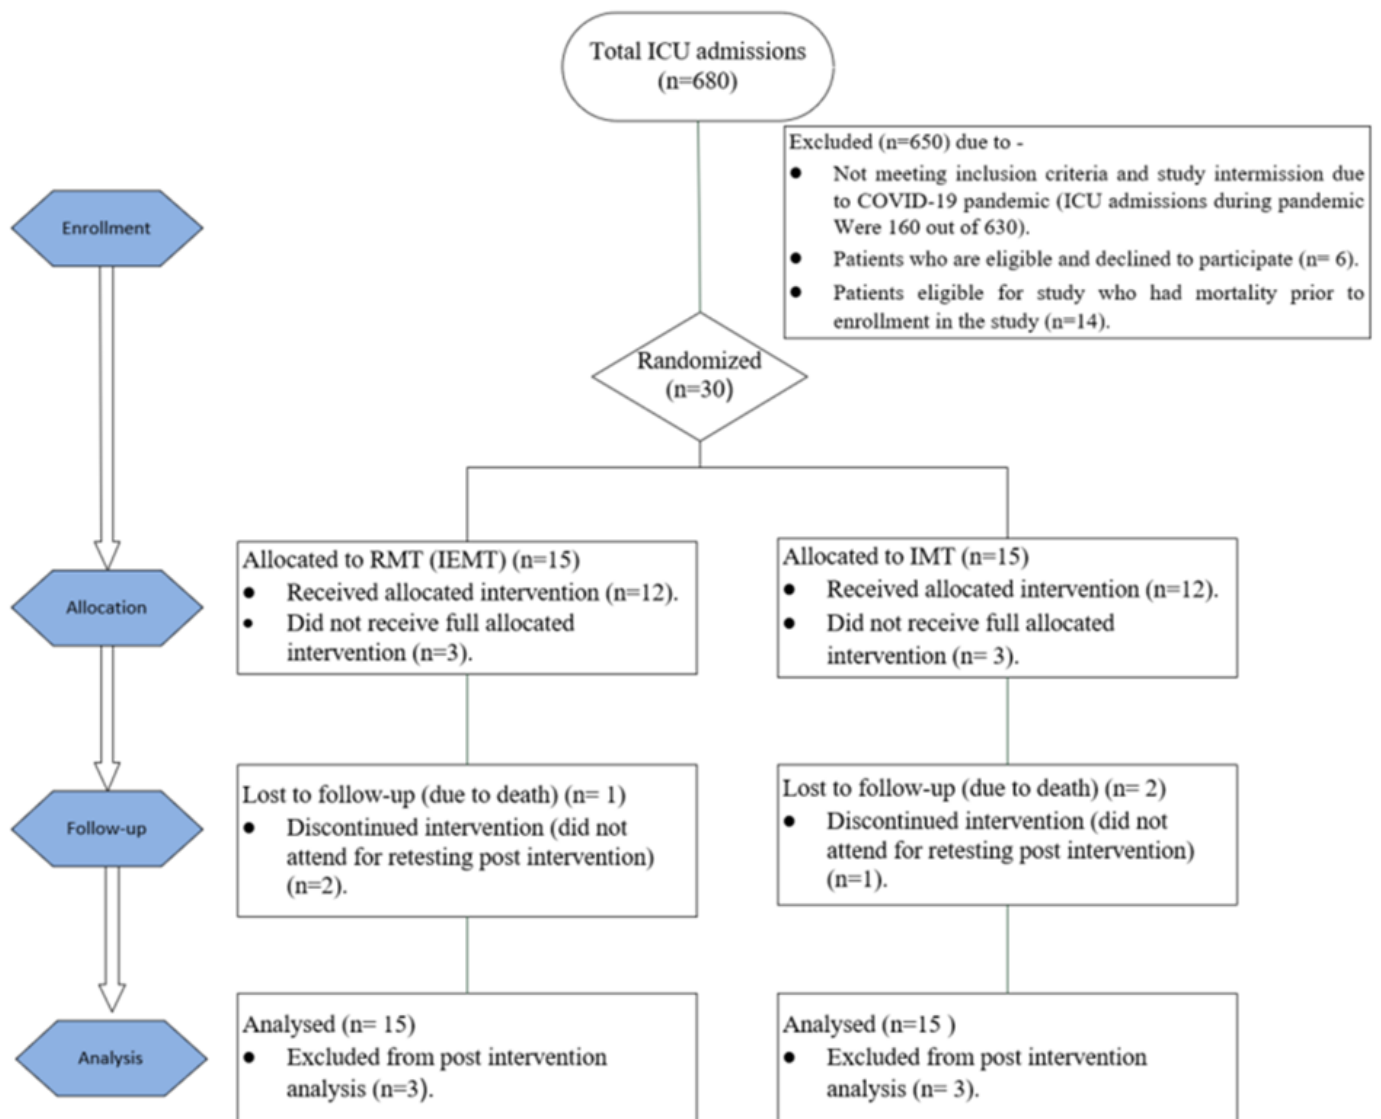 Total ICU admissions
(n=680)
Excluded (n=650) due to -
● Not meeting inclusion criteria and study intermission due
to COVID-19 pandemic (ICU admissions during pandemic
Were 160 out of 630).
● Patients who are eligible and declined to participate (n= 6).
● Patients eligible for study who had mortality prior to
enrollment in the study (n=14).
Enrollment
Randomized
(n=30)
Allocation
Allocated to RMT (IEMT) (n=15)
● Received allocated intervention (n=12).
● Did not receive full allocated
intervention (n=3).
Allocated to IMT (n=15)
● Received allocated intervention (n=12).
● Did not receive full allocated
intervention (n= 3).
Follow-up
Lost to follow-up (due to death) (n= 1)
● Discontinued intervention (did not
attend for retesting post intervention)
(n=2).
Lost to follow-up (due to death) (n= 2)
● Discontinued intervention (did not
attend for retesting post intervention)
(n=1).
Analysis
Analysed (n= 15)
● Excluded from post intervention
analysis (n=3).
Analysed (n=15 )
● Excluded from post intervention
analysis (n= 3).